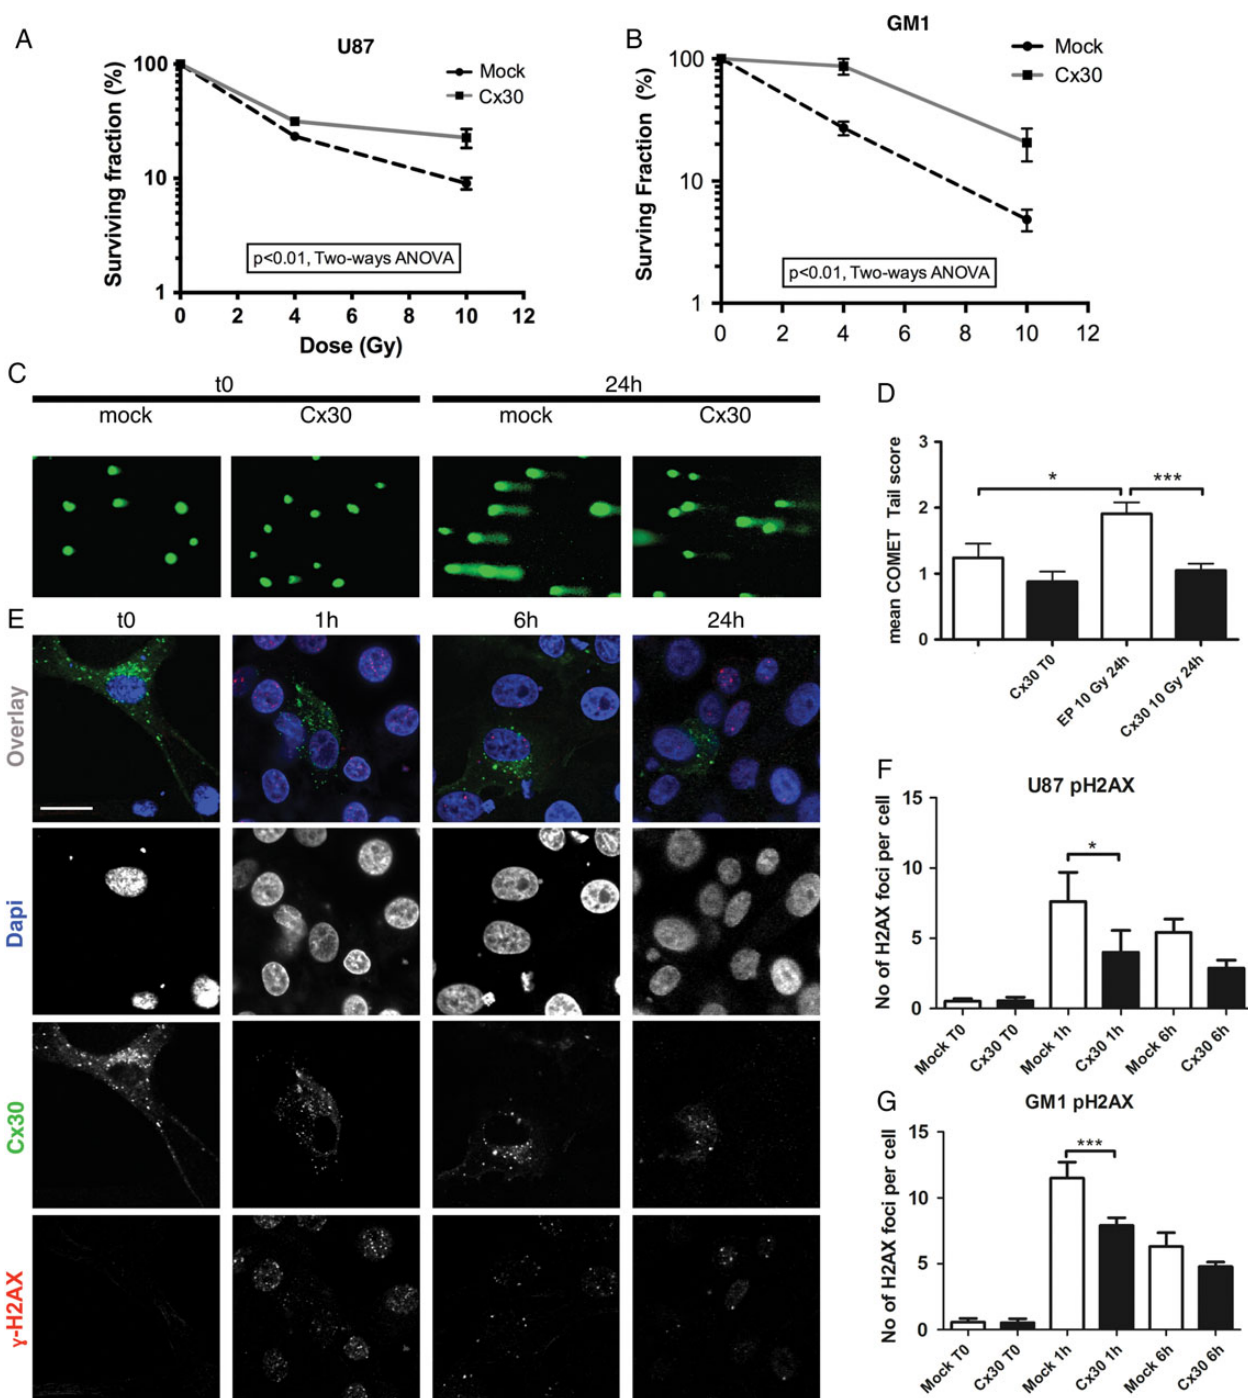 A
U87
Mock
Cx30
Surviving fraction (%)
100
10
1
p<0.01, Two-ways ANOVA
0 2 4 6 8 10 12
Dose (Gy)
B
GM1
Mock
Cx30
Surving Fraction (%)
100
10
1
p<0.01, Two-ways ANOVA
0 2 4 6 8 10 12
C
t0 24h
mock Cx30 mock Cx30
D
mean COMET Tail score
3
2
1
0
* ***
Cx30 T0
EP 10 Gy 24h
Cx30 10 Gy 24h
E
t0 1h 6h 24h
Overlay
Dapi
Cx30
γ-H2AX
F
U87 pH2AX
No of H2AX foci per cell
15
10
5
0
*
Mock T0
Cx30 T0
Mock 1h
Cx30 1h
Mock 6h
Cx30 6h
G
GM1 pH2AX
No of H2AX foci per cell
15
10
5
0
***
Mock T0
Cx30 T0
Mock 1h
Cx30 1h
Mock 6h
Cx30 6h